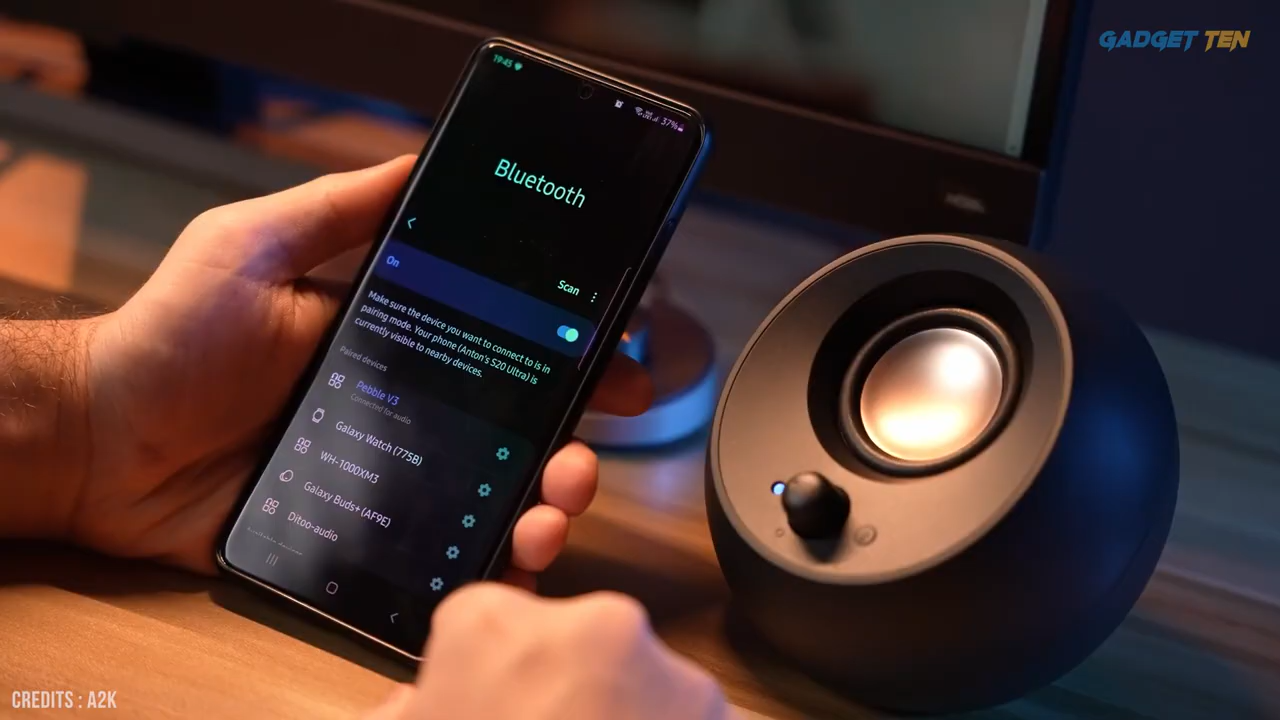 GADGET TEN
19:45
37%
Bluetooth
On
Scan
Make sure the device you want to connect to is in
pairing mode. Your phone (Anton's S20 Ultra) is
currently visible to nearby devices.
Paired devices
Pebble V3
Connected for audio
Galaxy Watch (775B)
WH-1000XM3
Galaxy Buds+ (AF9E)
Ditoo-audio
CREDITS : A2K